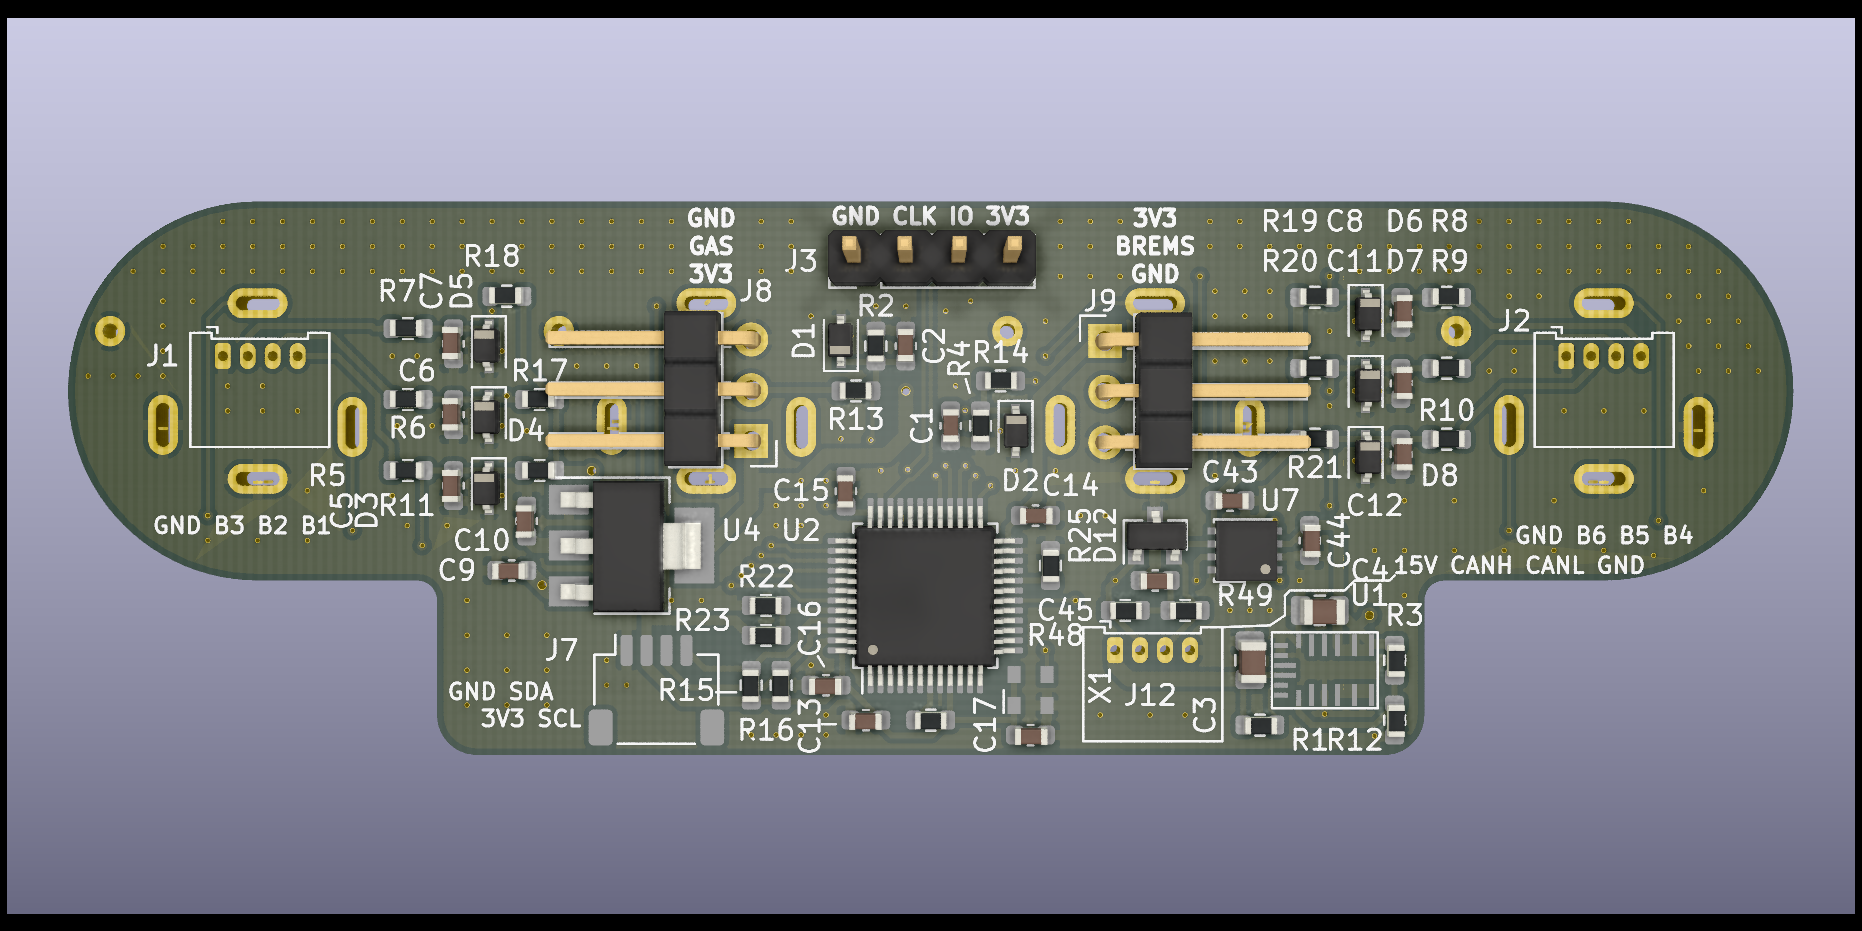 GND
GAS
3V3
GND CLK IO 3V3
3V3
BREMS
GND
R19 C8 D6 R8
R20 C11 D7 R9
R18
J3
J8
J9
J2
R7
C7
D5
R2
D1
C2
R4
R14
J1
C6
R17
R13
C1
R10
R6
D4
R5
C5
D3
R11
C15
D2
C14
C43
R21
D8
C12
U7
GND B3 B2 B1
C10
C9
U4
U2
R25
D12
C44
GND B6 B5 B4
15V CANH CANL GND
C4
U1
R22
R49
R3
R23
C16
C45
R48
J7
R15
GND SDA
3V3 SCL
X1
J12
C3
R16
C13
C17
R1
R12